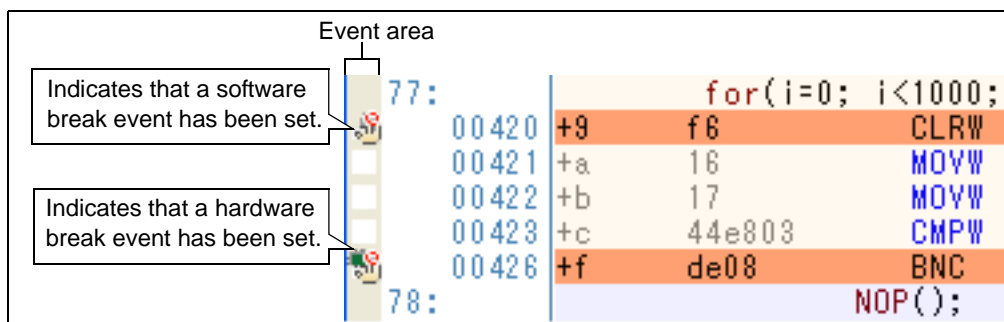 Event area
Indicates that a software
break event has been set.
77: for(i=0; i<1000;
00420 +9 f6 CLRW
00421 +a 16 MOVW
00422 +b 17 MOVW
00423 +c 44e803 CMPW
Indicates that a hardware
break event has been set.
00426 +f de08 BNC
78: NOP();